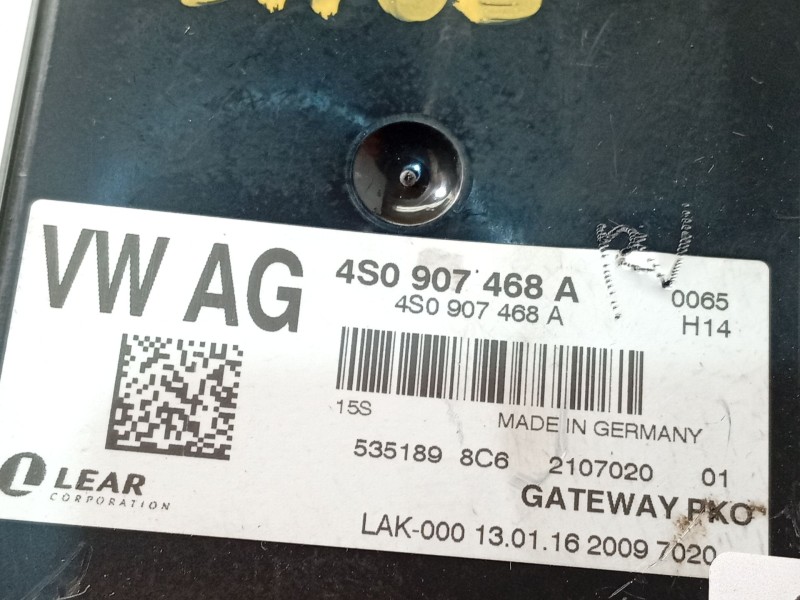 VW AG
4S0 907 468 A
4S0 907 468 A
0065
H14
15S
MADE IN GERMANY
535189 8C6 2107020 01
LEAR
CORPORATION
GATEWAY PKO
LAK-000 13.01.16 2009 7020